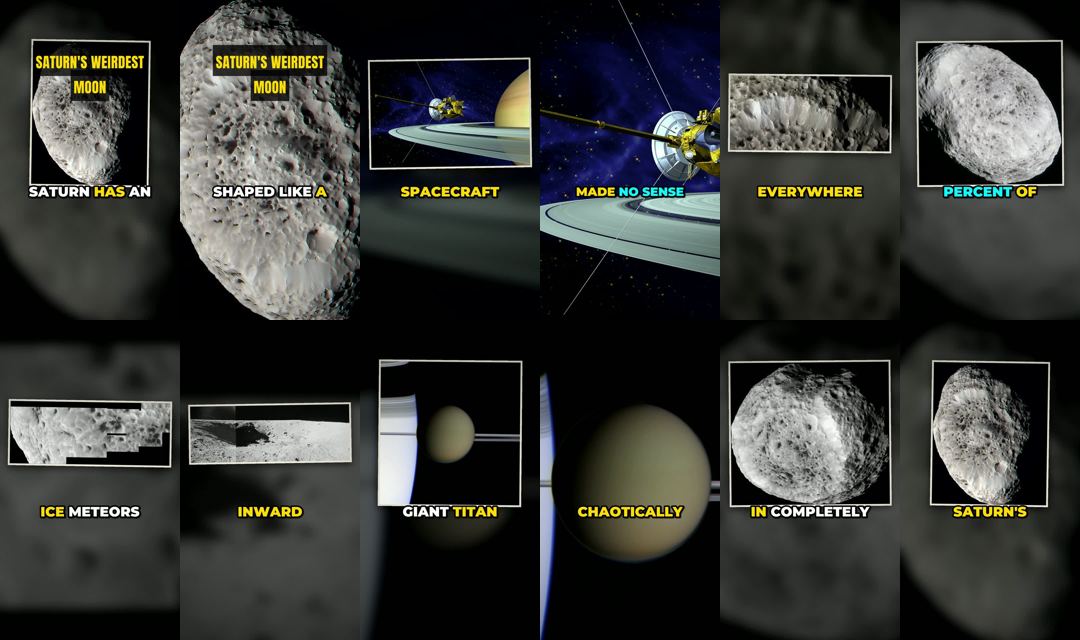 SATURN'S WEIRDEST
MOON
SATURN HAS AN
SATURN'S WEIRDEST
MOON
SHAPED LIKE A
SPACECRAFT
MADE NO SENSE
EVERYWHERE
PERCENT OF
ICE METEORS
INWARD
GIANT TITAN
CHAOTICALLY
IN COMPLETELY
SATURN'S